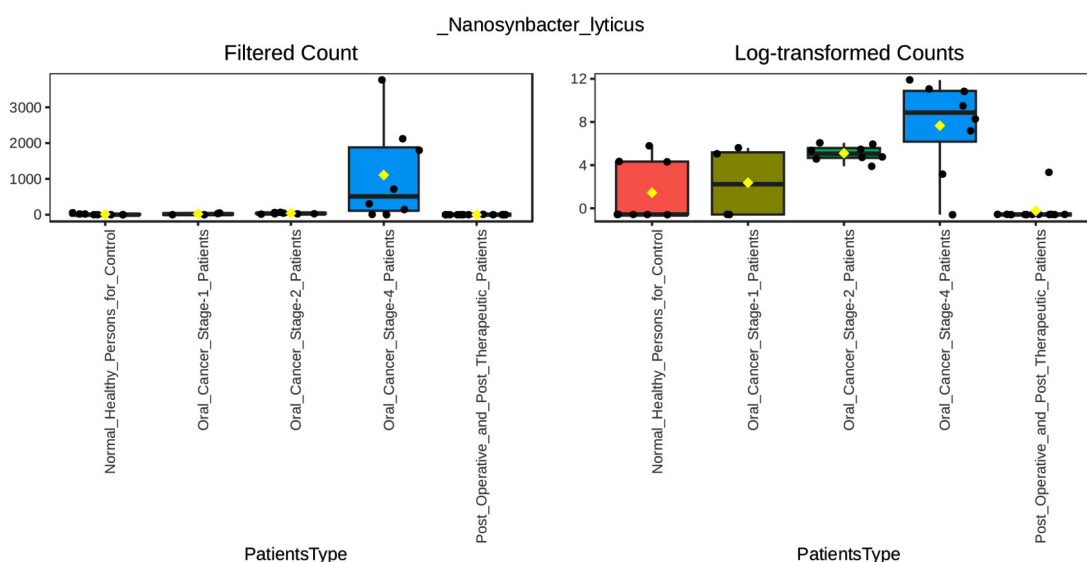 _Nanosynbacter_lyticus
Filtered Count
3000
2000
1000
0
Normal_Healthy_Persons_for_Control
Oral_Cancer_Stage-1_Patients
Oral_Cancer_Stage-2_Patients
Oral_Cancer_Stage-4_Patients
Post_Operative_and_Post_Therapeutic_Patients
PatientsType
Log-transformed Counts
12
8
4
0
Normal_Healthy_Persons_for_Control
Oral_Cancer_Stage-1_Patients
Oral_Cancer_Stage-2_Patients
Oral_Cancer_Stage-4_Patients
Post_Operative_and_Post_Therapeutic_Patients
PatientsType